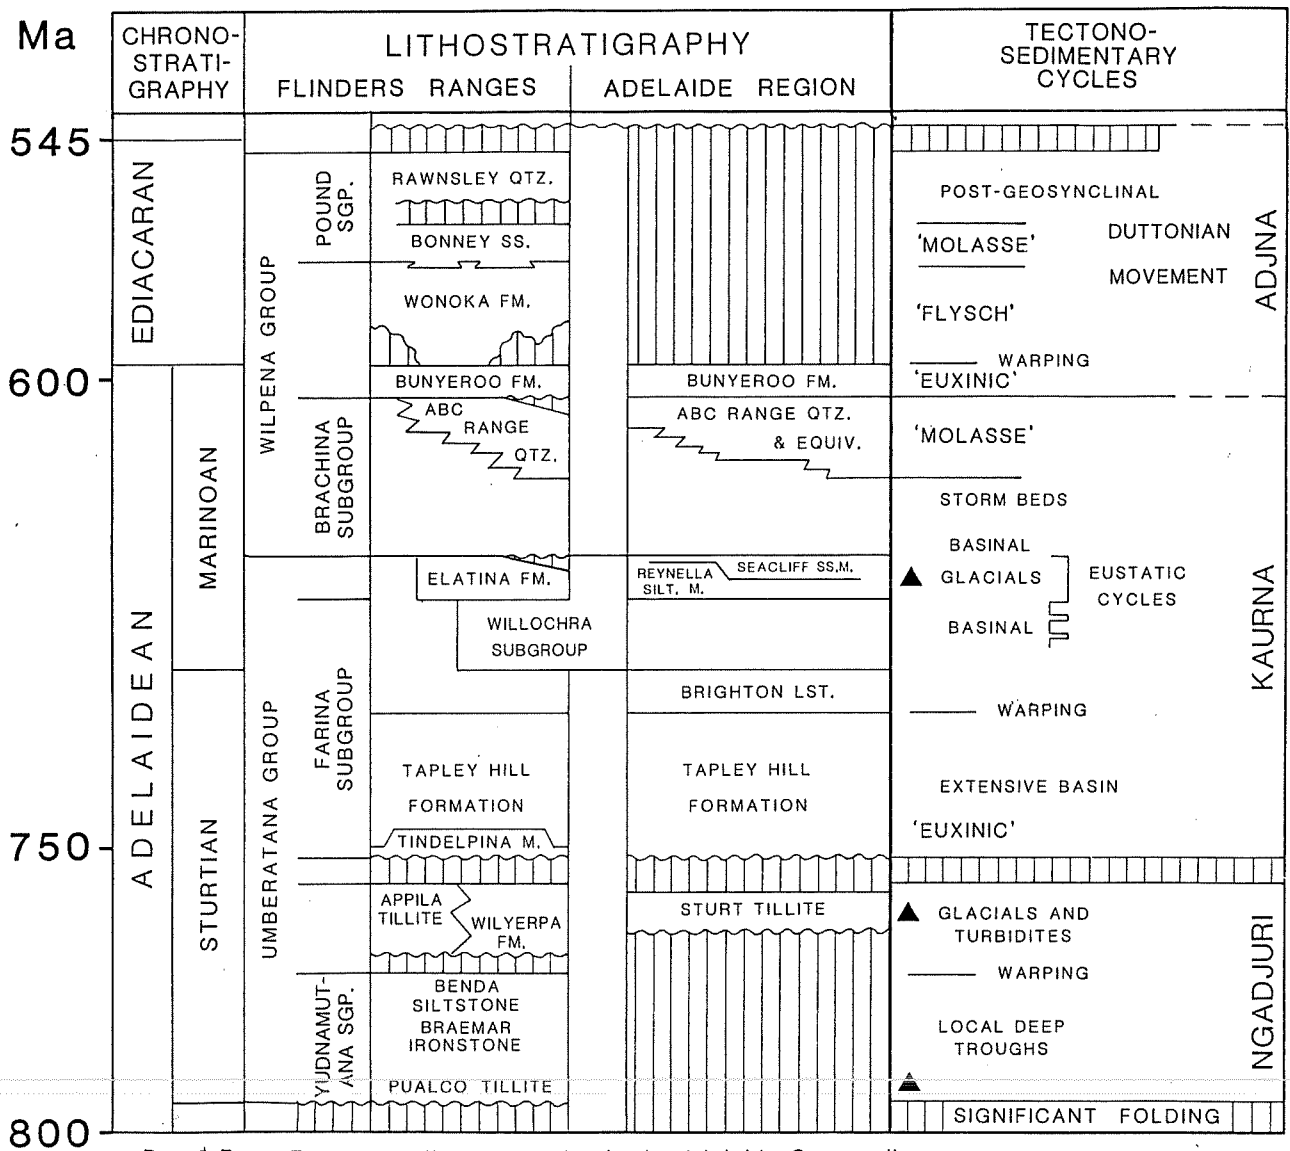 Ma
CHRONO-
STRATI-
GRAPHY
LITHOSTRATIGRAPHY
FLINDERS RANGES
ADELAIDE REGION
TECTONO-
SEDIMENTARY
CYCLES
545
600
750
800
EDIACARAN
ADELAIDEAN
MARINOAN
STURTIAN
WILPENA GROUP
UMBERATANA GROUP
POUND
SGP.
BRACHINA
SUBGROUP
FARINA
SUBGROUP
YUDNAMUT-
ANA SGP.
RAWNSLEY QTZ.
BONNEY SS.
WONOKA FM.
BUNYEROO FM.
ABC
RANGE
QTZ.
ELATINA FM.
WILLOCHRA
SUBGROUP
TAPLEY HILL
FORMATION
TINDELPINA M.
APPILA
TILLITE
WILYERPA
FM.
BENDA
SILTSTONE
BRAEMAR
IRONSTONE
PUALCO TILLITE
BUNYEROO FM.
ABC RANGE QTZ.
& EQUIV.
REYNELLA
SILT. M.
SEACLIFF SS.M.
BRIGHTON LST.
TAPLEY HILL
FORMATION
STURT TILLITE
POST-GEOSYNCLINAL
'MOLASSE'
DUTTONIAN
MOVEMENT
'FLYSCH'
WARPING
'EUXINIC'
'MOLASSE'
STORM BEDS
BASINAL
GLACIALS
EUSTATIC
CYCLES
BASINAL
WARPING
EXTENSIVE BASIN
'EUXINIC'
GLACIALS AND
TURBIDITES
WARPING
LOCAL DEEP
TROUGHS
SIGNIFICANT FOLDING
ADJNA
KAURNA
NGADJURI